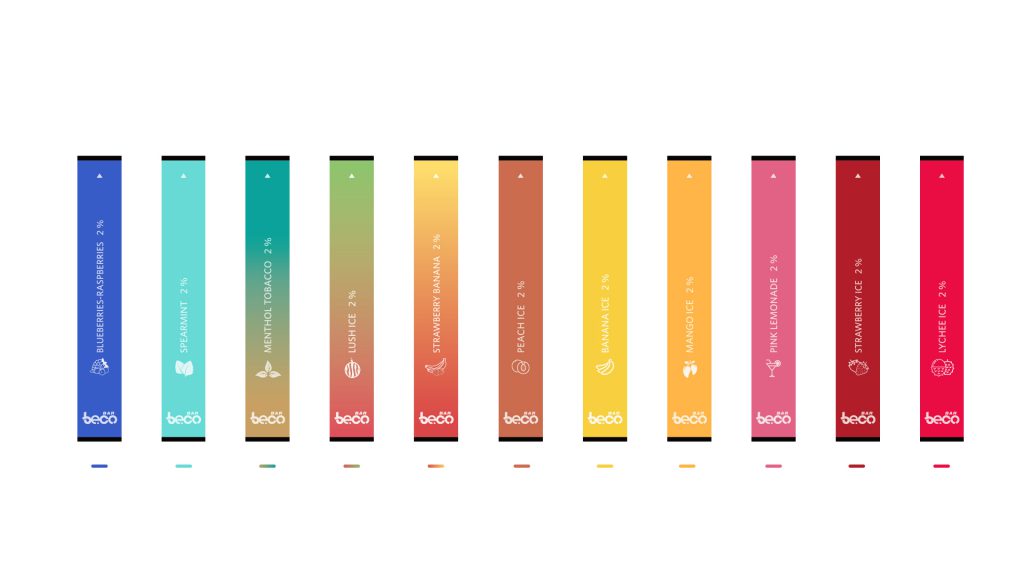 BLUEBERRIES-RASPBERRIES 2 %
beco BAR
SPEARMINT 2 %
beco BAR
MENTHOL TOBACCO 2 %
beco BAR
LUSH ICE 2 %
beco BAR
STRAWBERRY BANANA 2 %
beco BAR
PEACH ICE 2 %
beco BAR
BANANA ICE 2 %
beco BAR
MANGO ICE 2 %
beco BAR
PINK LEMONADE 2 %
beco BAR
STRAWBERRY ICE 2 %
beco BAR
LYCHEE ICE 2 %
beco BAR